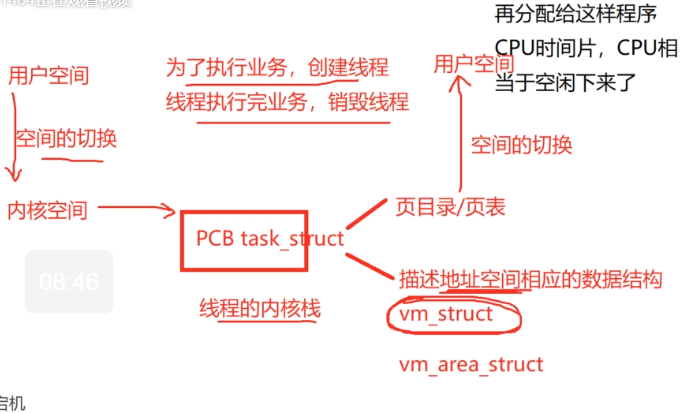 再分配给这样程序
CPU时间片，CPU相
当于空闲下来了
用户空间
为了执行业务，创建线程
用户空间
线程执行完业务，销毁线程
空间的切换
空间的切换
内核空间
PCB task_struct
页目录/页表
08:46
描述地址空间相应的数据结构
线程的内核栈
vm_struct
vm_area_struct